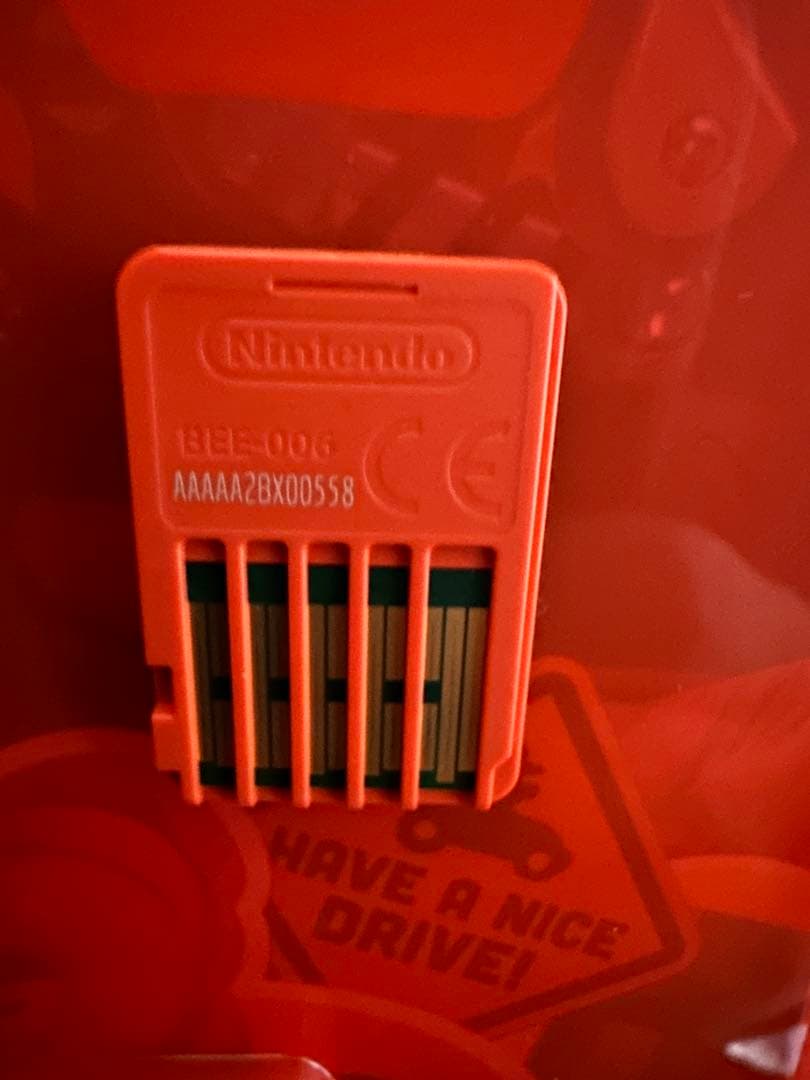 Nintendo
BEE-006
AAAAA2BX00558
CE
HAVE A NICE
DRIVE!